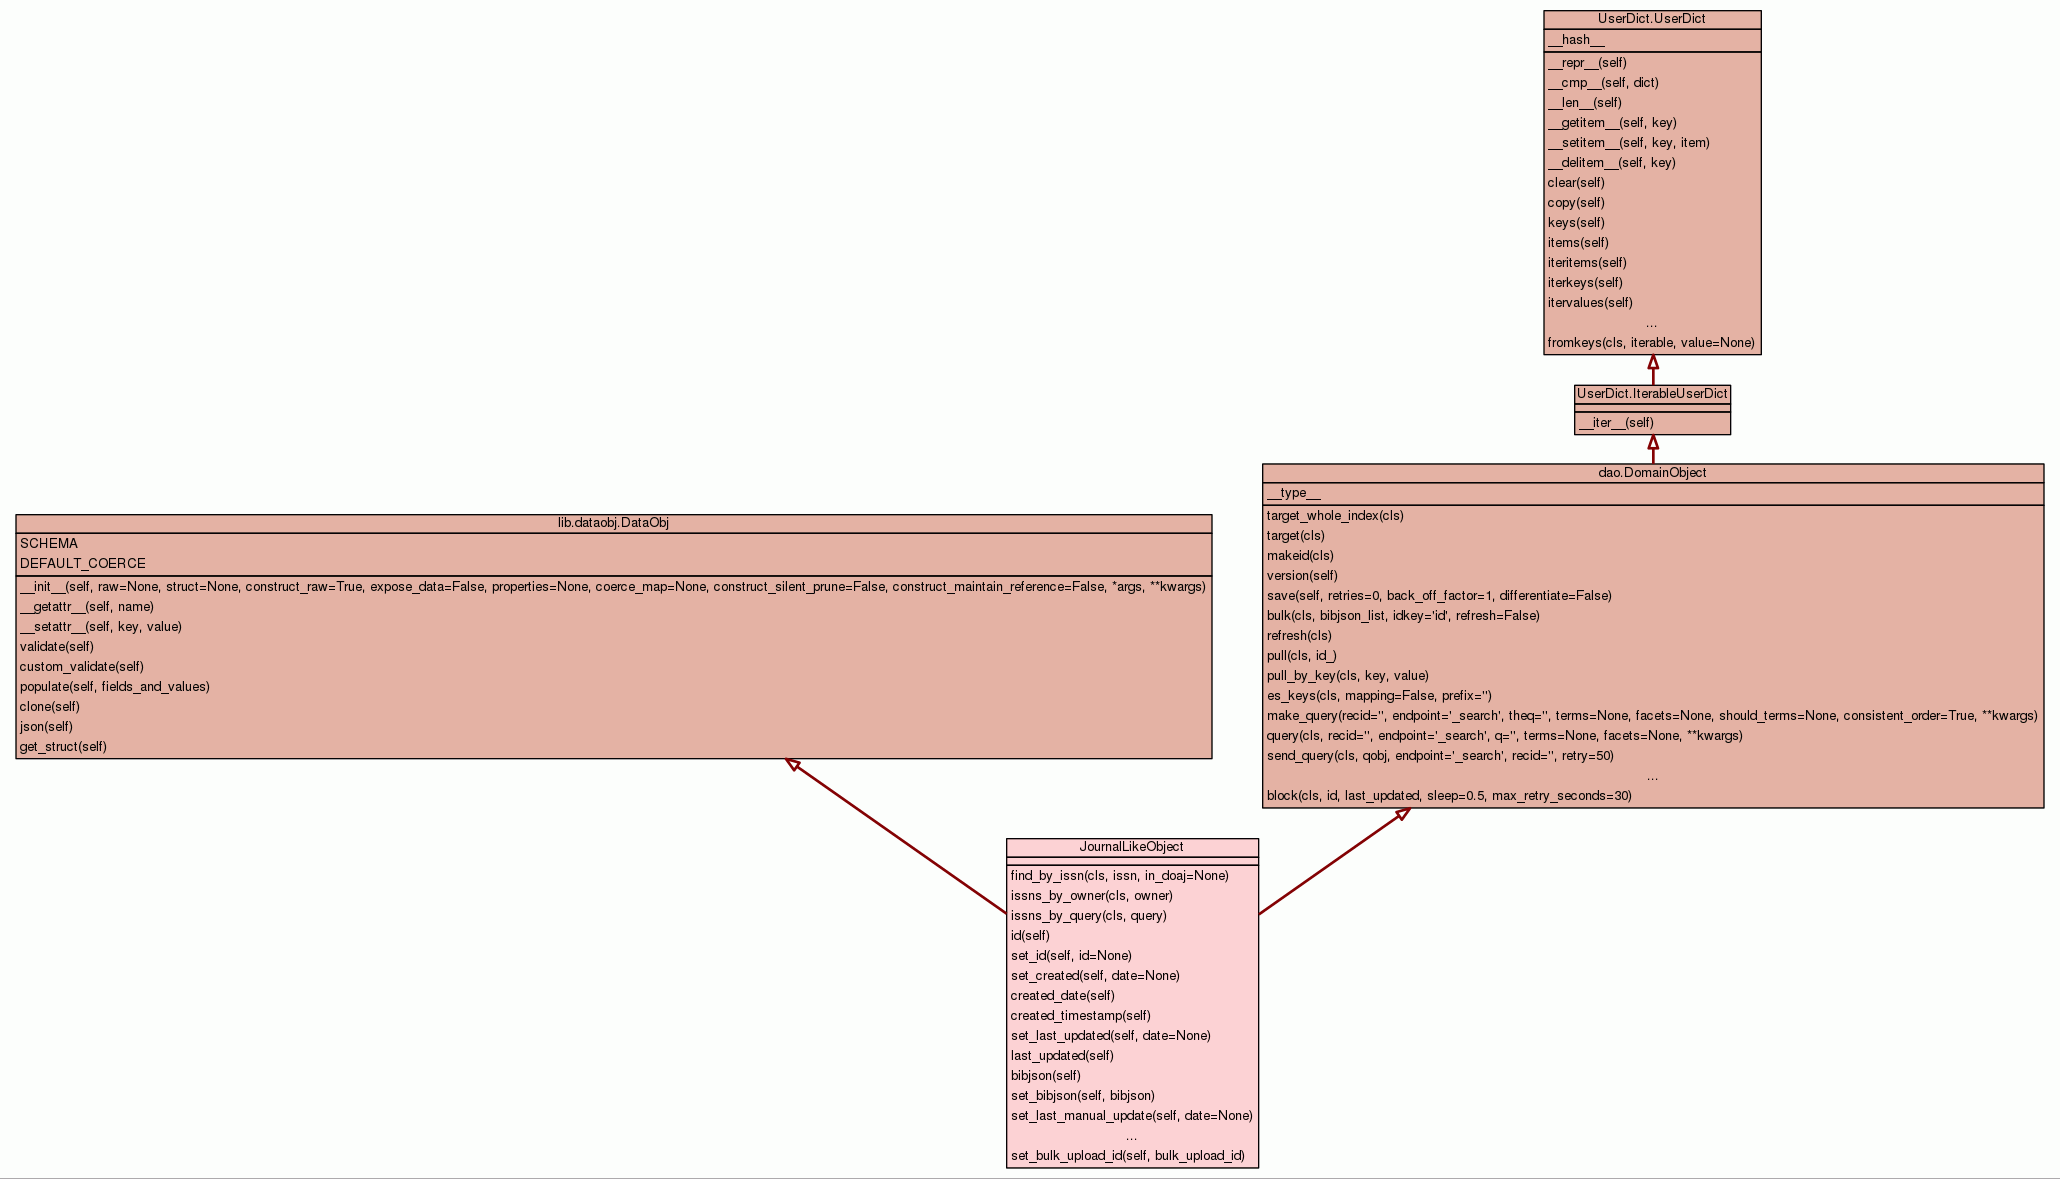 UserDict.UserDict
__hash__
__repr__(self)
__cmp__(self, dict)
__len__(self)
__getitem__(self, key)
__setitem__(self, key, item)
__delitem__(self, key)
clear(self)
copy(self)
keys(self)
items(self)
iteritems(self)
iterkeys(self)
itervalues(self)
...
fromkeys(cls, iterable, value=None)
UserDict.IterableUserDict
__iter__(self)
dao.DomainObject
__type__
target_whole_index(cls)
target(cls)
makeid(cls)
version(self)
save(self, retries=0, back_off_factor=1, differentiate=False)
bulk(cls, bibjson_list, idkey='id', refresh=False)
refresh(cls)
pull(cls, id_)
pull_by_key(cls, key, value)
es_keys(cls, mapping=False, prefix='')
make_query(recid='', endpoint='_search', theq='', terms=None, facets=None, should_terms=None, consistent_order=True, **kwargs)
query(cls, recid='', endpoint='_search', q='', terms=None, facets=None, **kwargs)
send_query(cls, qobj, endpoint='_search', recid='', retry=50)
...
block(cls, id, last_updated, sleep=0.5, max_retry_seconds=30)
lib.dataobj.DataObj
SCHEMA
DEFAULT_COERCE
__init__(self, raw=None, struct=None, construct_raw=True, expose_data=False, properties=None, coerce_map=None, construct_silent_prune=False, construct_maintain_reference=False, *args, **kwargs)
__getattr__(self, name)
__setattr__(self, key, value)
validate(self)
custom_validate(self)
populate(self, fields_and_values)
clone(self)
json(self)
get_struct(self)
JournalLikeObject
find_by_issn(cls, issn, in_doaj=None)
issns_by_owner(cls, owner)
issns_by_query(cls, query)
id(self)
set_id(self, id=None)
set_created(self, date=None)
created_date(self)
created_timestamp(self)
set_last_updated(self, date=None)
last_updated(self)
bibjson(self)
set_bibjson(self, bibjson)
set_last_manual_update(self, date=None)
...
set_bulk_upload_id(self, bulk_upload_id)